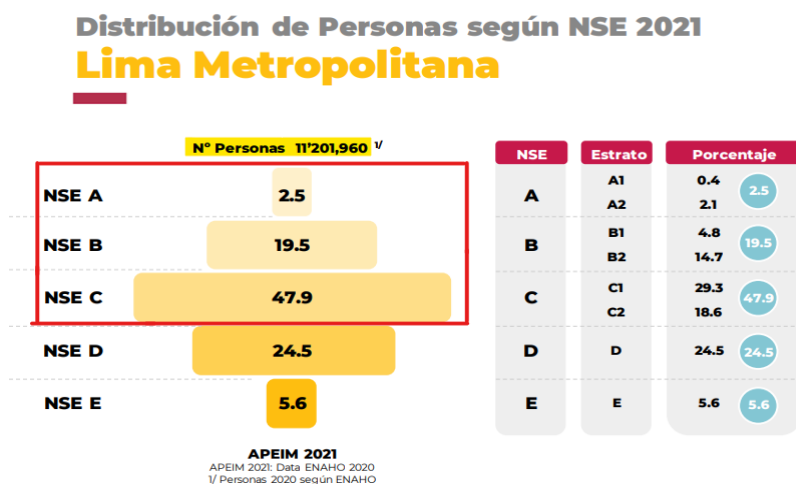 Distribución de Personas según NSE 2021
Lima Metropolitana
Nº Personas 11'201,960 1/
NSE A 2.5
NSE B 19.5
NSE C 47.9
NSE D 24.5
NSE E 5.6
APEIM 2021
APEIM 2021: Data ENAHO 2020
1/ Personas 2020 según ENAHO
NSE Estrato Porcentaje
A A1 0.4 2.5
A2 2.1
B B1 4.8 19.5
B2 14.7
C C1 29.3 47.9
C2 18.6
D D 24.5 24.5
E E 5.6 5.6